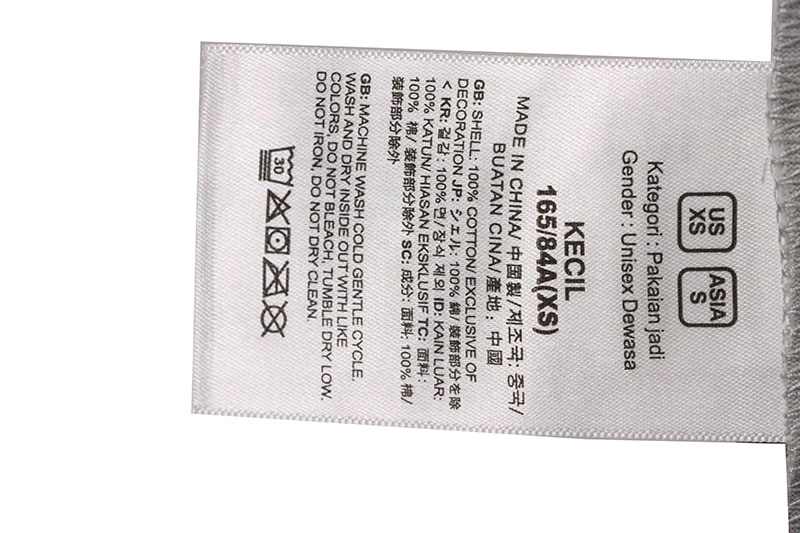 US
XS
ASIA
S
Kategori : Pakaian jadi
Gender : Unisex Dewasa
KECIL
165/84A(XS)
MADE IN CHINA/ 中國製/제조국: 중국/
BUATAN CINA/ 產地: 中國
GB: SHELL: 100% COTTON/ EXCLUSIVE OF
DECORATION JP: シェル: 100% 綿/ 装飾部分を除
< KR: 겉감: 100% 면/ 장식 제외 ID: KAIN LUAR:
100% KATUN/ HIASAN EKSKLUSIF TC: 面料:
100% 棉/ 裝飾部分除外 SC: 成分: 面料: 100% 棉/
装飾部分除外
GB: MACHINE WASH COLD GENTLE CYCLE.
WASH AND DRY INSIDE OUT WITH LIKE
COLORS, DO NOT BLEACH, TUMBLE DRY LOW.
DO NOT IRON, DO NOT DRY CLEAN.
30